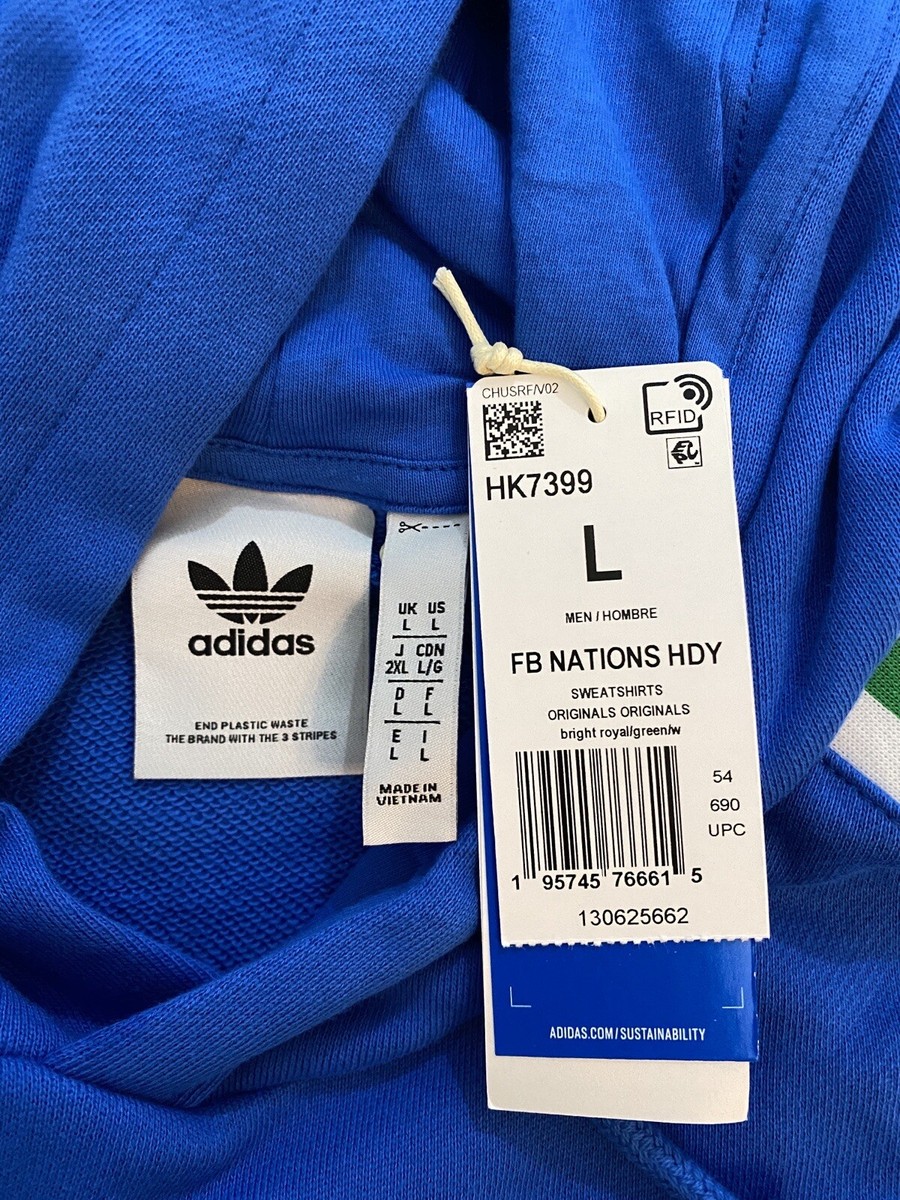 adidas
END PLASTIC WASTE
THE BRAND WITH THE 3 STRIPES
UK US
L L
J CDN
2XL L/G
D F
L L
E I
L L
MADE IN
VIETNAM
CHUSRF/V02
RFID
HK7399
L
MEN / HOMBRE
FB NATIONS HDY
SWEATSHIRTS
ORIGINALS ORIGINALS
bright royal/green/w
54
690
UPC
1 95745 76661 5
130625662
ADIDAS.COM/SUSTAINABILITY